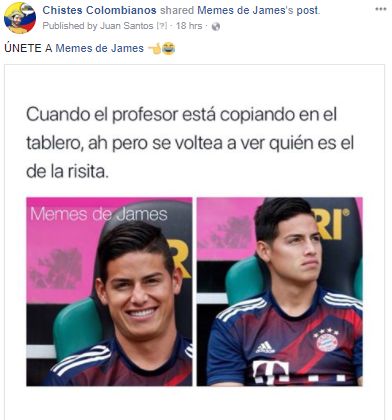 Chistes Colombianos shared Memes de James's post.
Published by Juan Santos [?] · 18 hrs ·
ÚNETE A Memes de James 👈😂
Cuando el profesor está copiando en el
tablero, ah pero se voltea a ver quién es el
de la risita.
Memes de James
RI